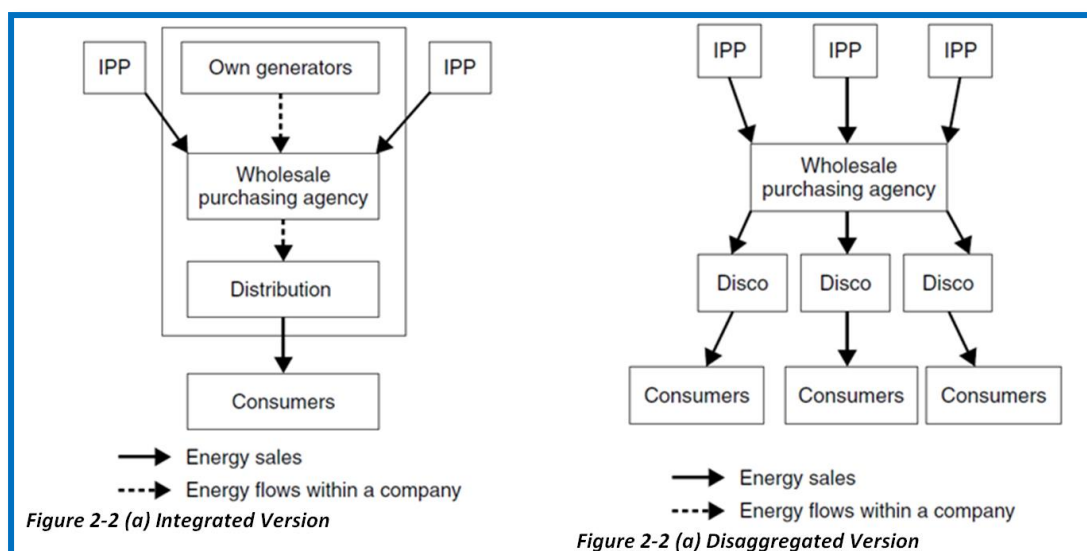 IPP
Own generators
IPP
Wholesale
purchasing agency
Distribution
Consumers
Energy sales
Energy flows within a company
Figure 2-2 (a) Integrated Version
IPP
IPP
IPP
Wholesale
purchasing agency
Disco
Disco
Disco
Consumers
Consumers
Consumers
Energy sales
Energy flows within a company
Figure 2-2 (a) Disaggregated Version